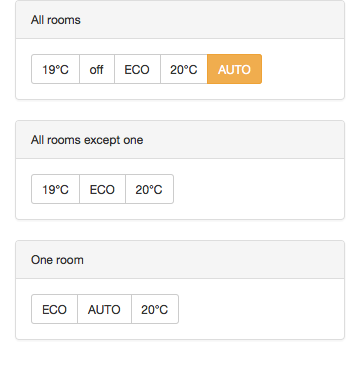 All rooms
19°C off ECO 20°C AUTO
All rooms except one
19°C ECO 20°C
One room
ECO AUTO 20°C